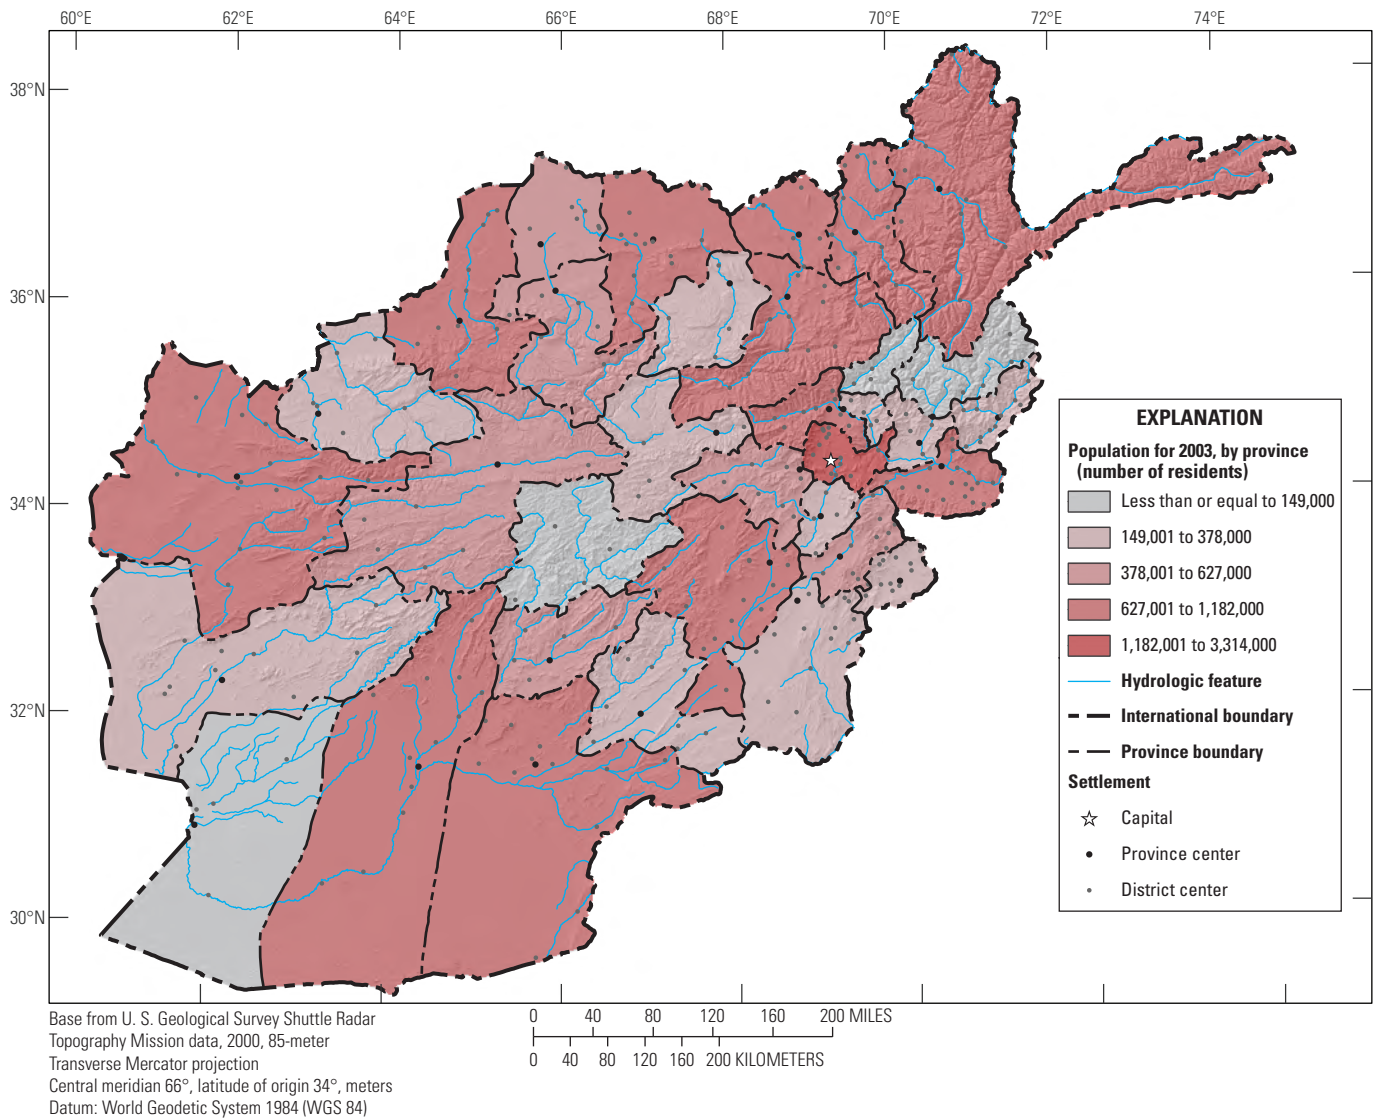 60°E 62°E 64°E 66°E 68°E 70°E 72°E 74°E
38°N
36°N
34°N
32°N
30°N
EXPLANATION
Population for 2003, by province
(number of residents)
Less than or equal to 149,000
149,001 to 378,000
378,001 to 627,000
627,001 to 1,182,000
1,182,001 to 3,314,000
Hydrologic feature
International boundary
Province boundary
Settlement
Capital
Province center
District center
Base from U. S. Geological Survey Shuttle Radar
Topography Mission data, 2000, 85-meter
Transverse Mercator projection
Central meridian 66°, latitude of origin 34°, meters
Datum: World Geodetic System 1984 (WGS 84)
0 40 80 120 160 200 MILES
0 40 80 120 160 200 KILOMETERS